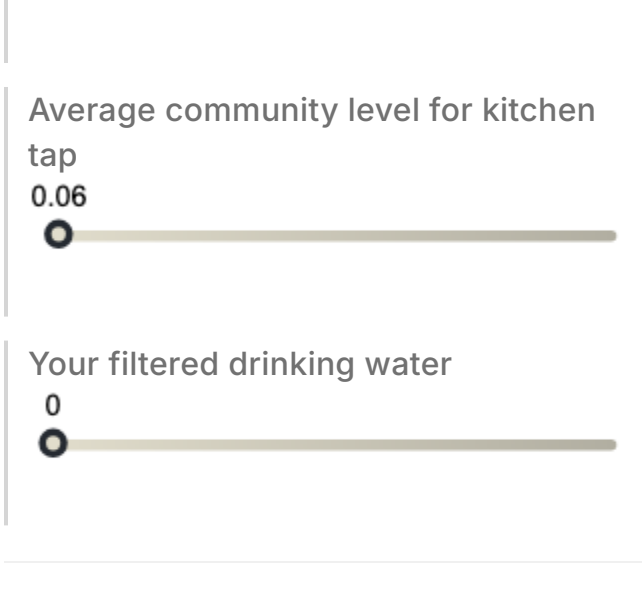 Average community level for kitchen
tap
0.06
Your filtered drinking water
0